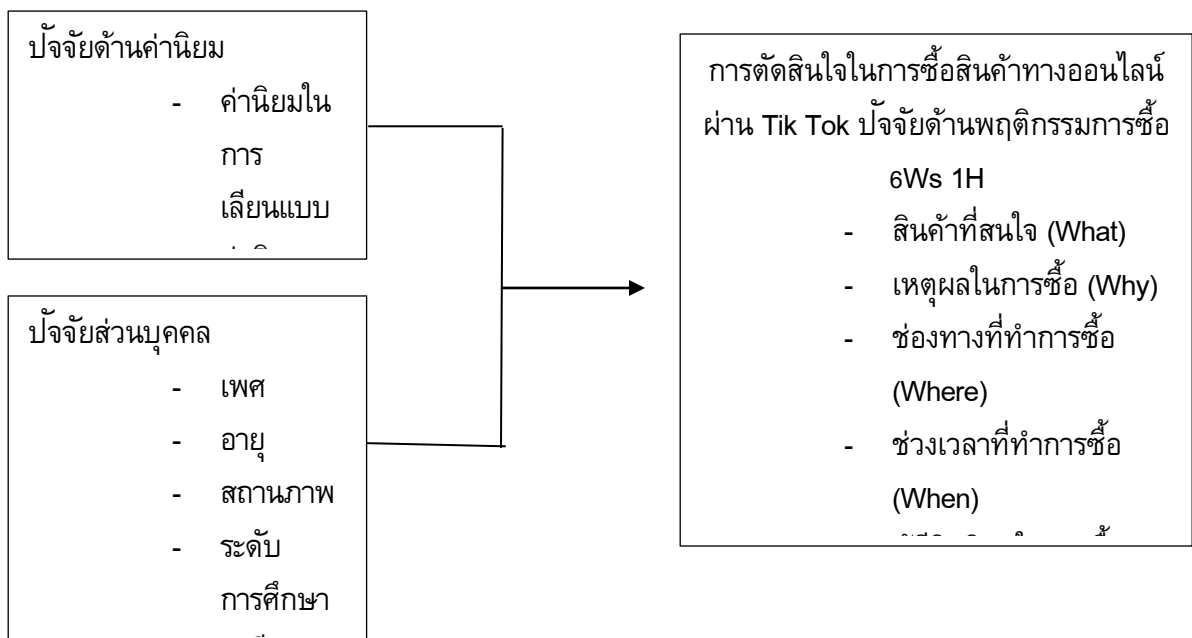 ปัจจัยด้านค่านิยม
- ค่านิยมใน
การ
เลียนแบบ
ปัจจัยส่วนบุคคล
- เพศ
- อายุ
- สถานภาพ
- ระดับ
การศึกษา
การตัดสินใจในการซื้อสินค้าทางออนไลน์
ผ่าน Tik Tok ปัจจัยด้านพฤติกรรมการซื้อ
6Ws 1H
- สินค้าที่สนใจ (What)
- เหตุผลในการซื้อ (Why)
- ช่องทางที่ทำการซื้อ
(Where)
- ช่วงเวลาที่ทำการซื้อ
(When)